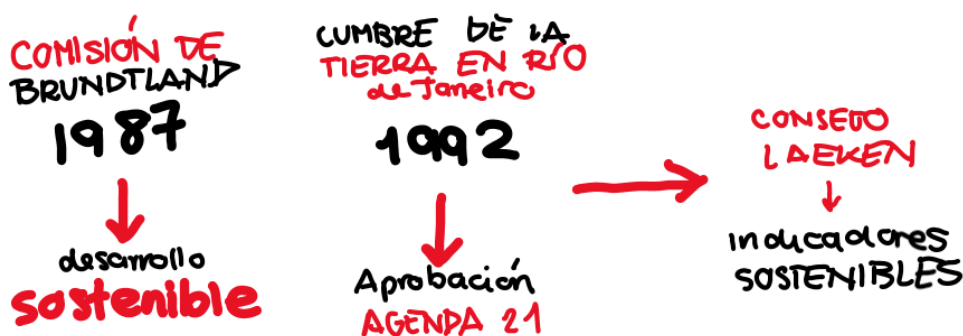 COMISIÓN DE
BRUNDTLAND
1987
desarrollo
sostenible
CUMBRE DE LA
TIERRA EN RÍO
de Janeiro
1992
Aprobación
AGENDA 21
CONSEJO
LAEKEN
indicadores
SOSTENIBLES